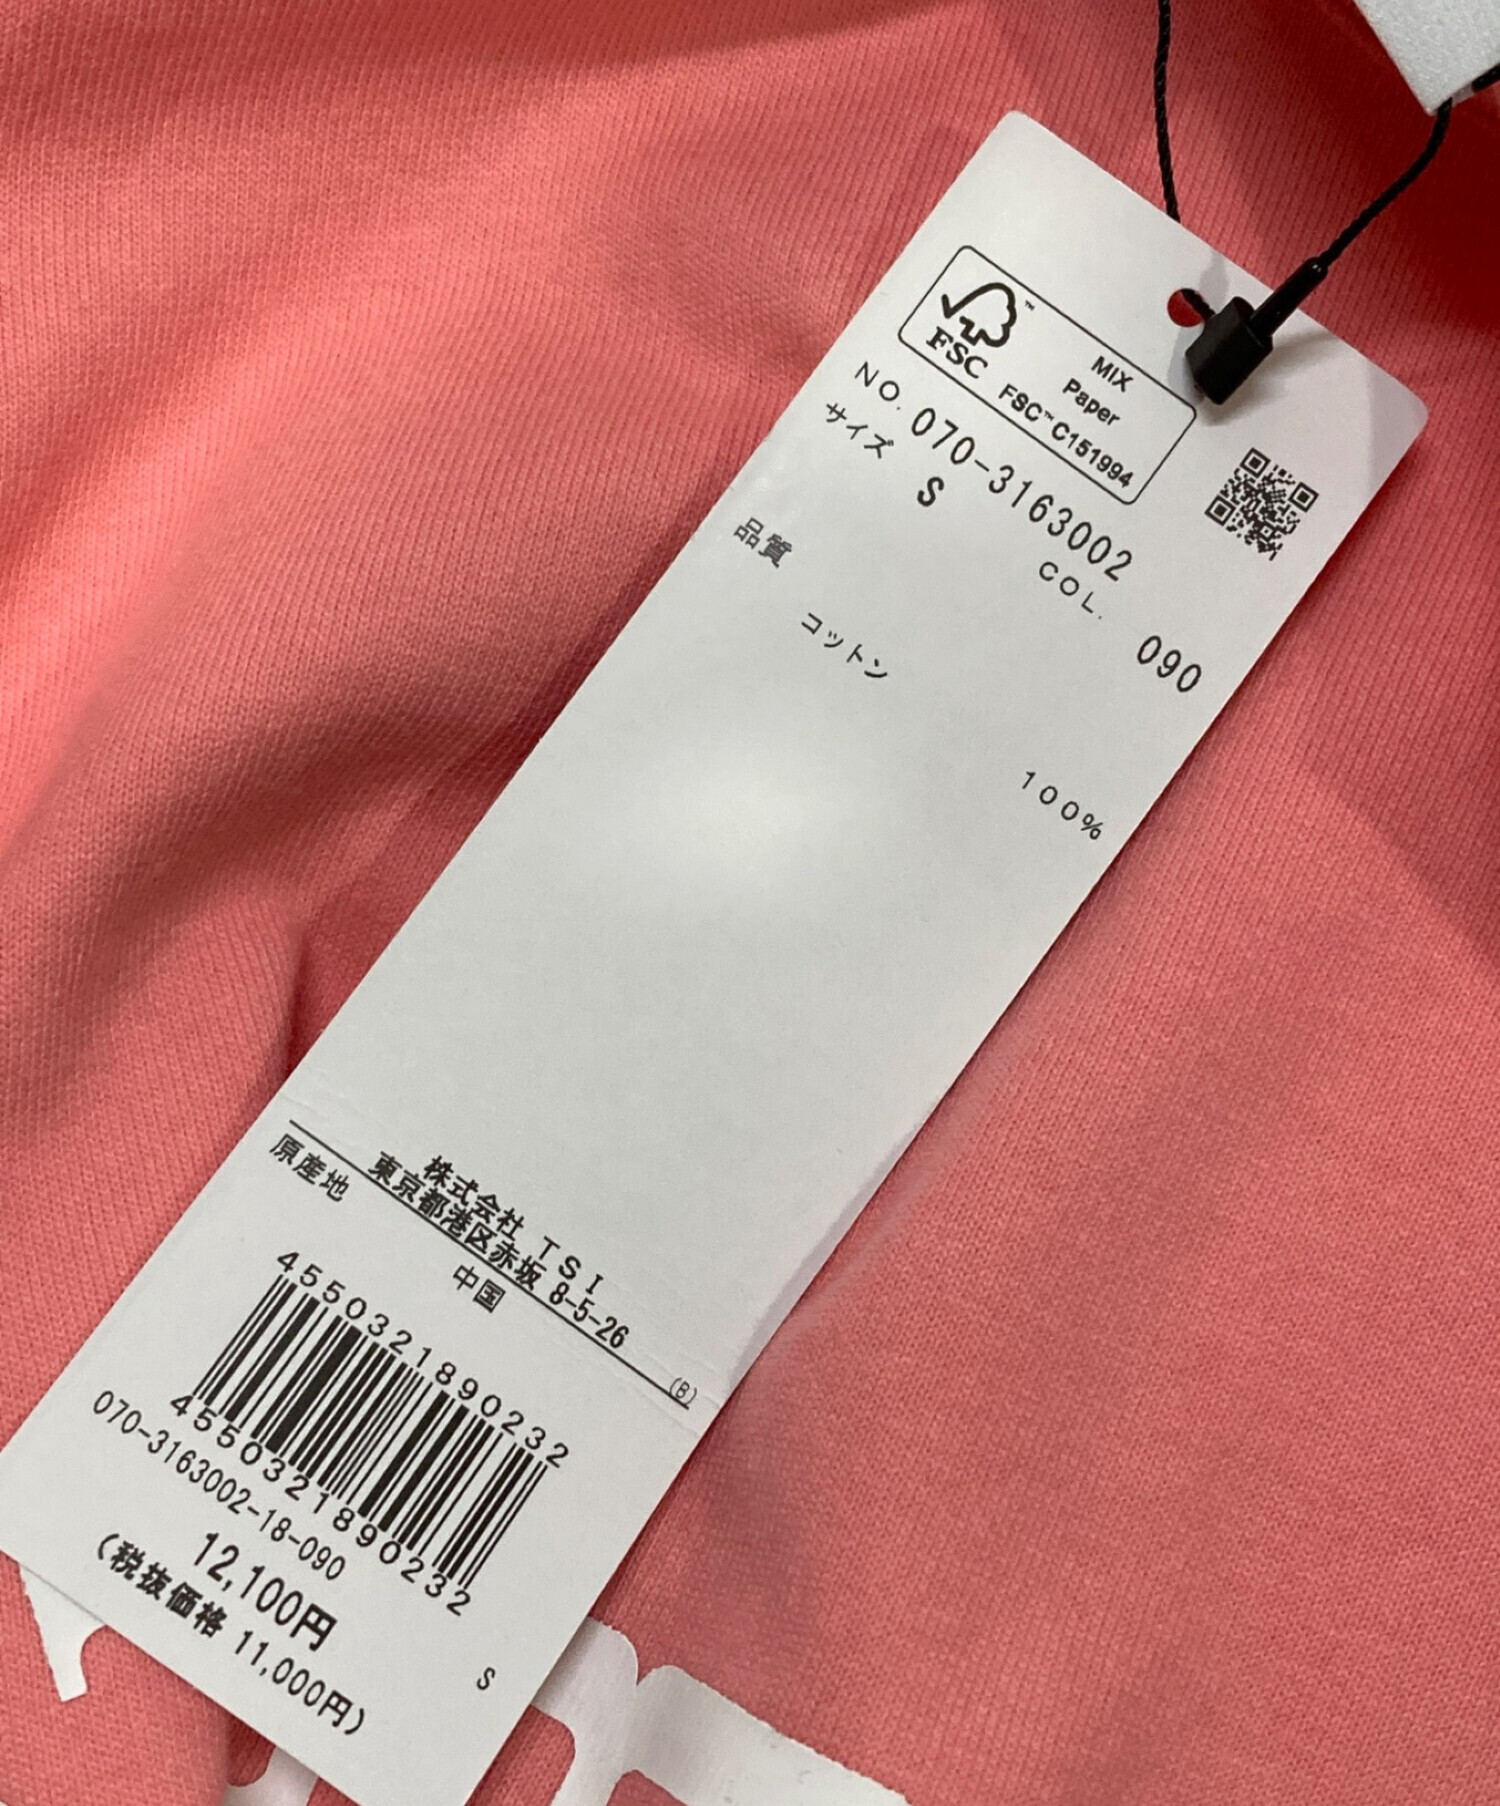 FSC™
MIX
Paper
FSC™ C151994
NO. 070-3163002
サイズ S
COL. 090
品質
コットン 100%
株式会社 TSI
東京都港区赤坂 8-5-26
(B)
原産地 中国
4550321890232
4550321890232
070-3163002-18-090
12,100円
(税抜価格 11,000円)
S